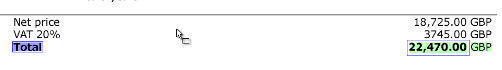 Net price 18,725.00 GBP
VAT 20% 3745.00 GBP
Total 22,470.00 GBP